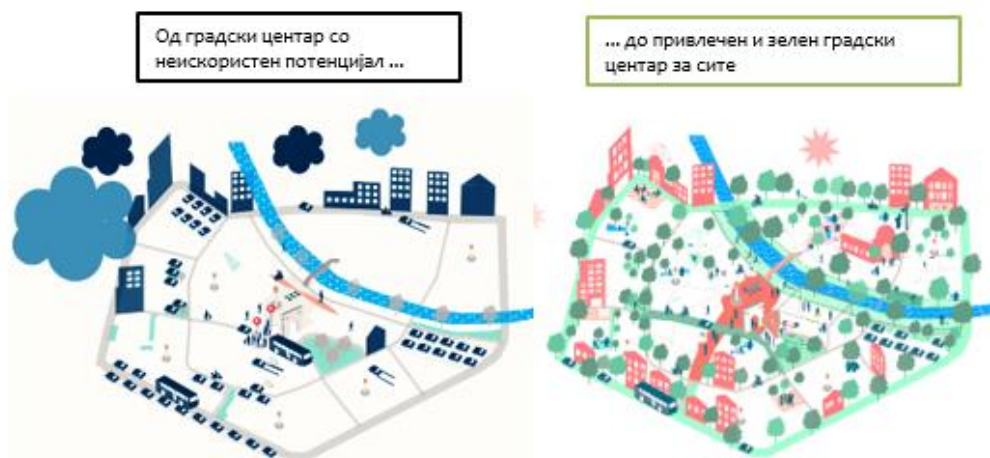 Од градски центар со
неискористен потенцијал ...
... до привлечен и зелен градски
центар за сите